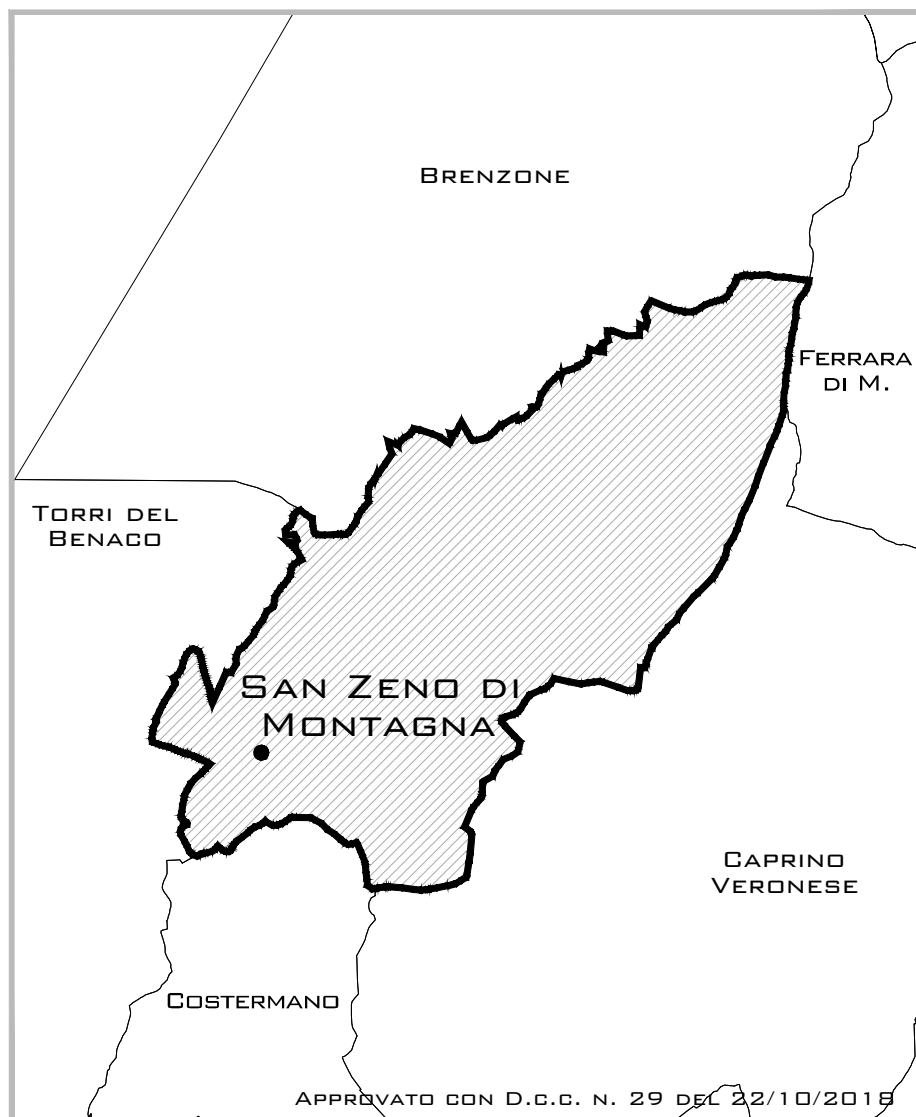 BRENZONE
FERRARA
DI M.
TORRI DEL
BENACO
SAN ZENO DI
MONTAGNA
CAPRINO
VERONESE
COSTERMANO
APPROVATO CON D.C.C. N. 29 DEL 22/10/2018